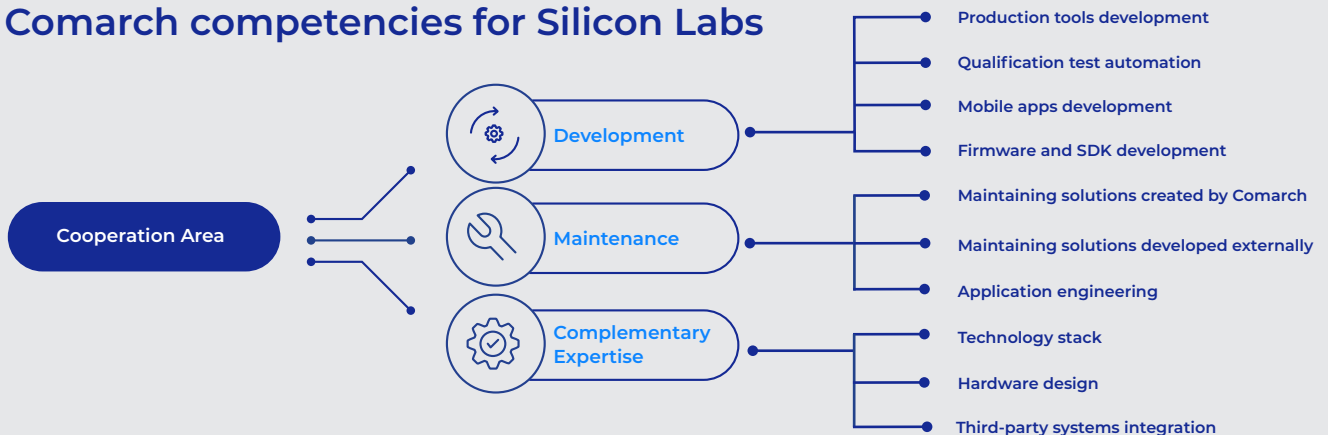 Comarch competencies for Silicon Labs
Cooperation Area
Development
Production tools development
Qualification test automation
Mobile apps development
Firmware and SDK development
Maintenance
Maintaining solutions created by Comarch
Maintaining solutions developed externally
Application engineering
Complementary
Expertise
Technology stack
Hardware design
Third-party systems integration